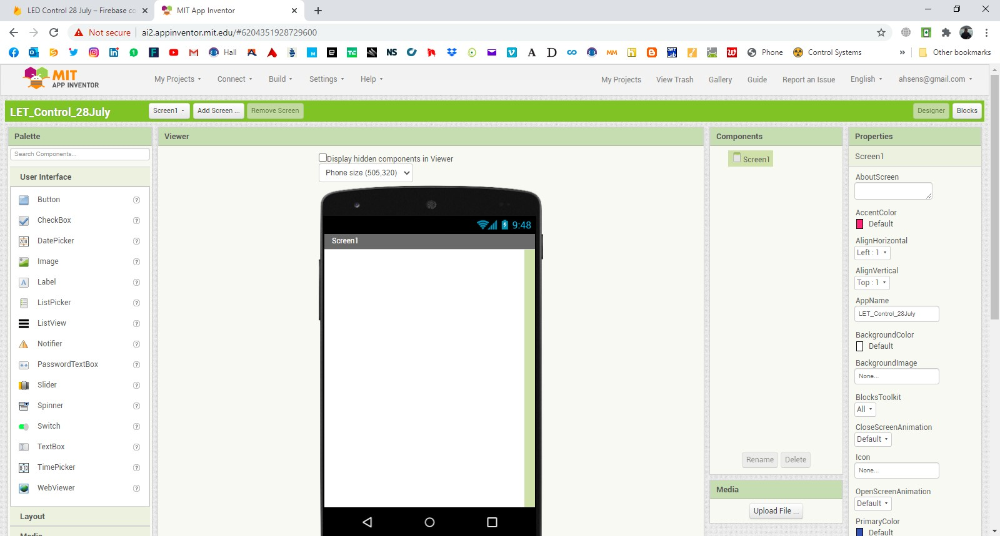 LED Control 28 July – Firebase co
MIT App Inventor
Not secure
ai2.appinventor.mit.edu/#6204351928729600
Hall
NS
MM
GET Lab
Phone
Control Systems
Other bookmarks
MIT
APP INVENTOR
My Projects
Connect
Build
Settings
Help
My Projects
View Trash
Gallery
Guide
Report an Issue
English
ahsens@gmail.com
LET_Control_28July
Screen1
Add Screen ...
Remove Screen
Designer
Blocks
Palette
Search Components...
User Interface
Button
CheckBox
DatePicker
Image
Label
ListPicker
ListView
Notifier
PasswordTextBox
Slider
Spinner
Switch
TextBox
TimePicker
WebViewer
Layout
Media
Viewer
Display hidden components in Viewer
Phone size (505,320)
9:48
Screen1
Components
Screen1
Rename
Delete
Media
Upload File ...
Properties
Screen1
AboutScreen
AccentColor
Default
AlignHorizontal
Left : 1
AlignVertical
Top : 1
AppName
LET_Control_28July
BackgroundColor
Default
BackgroundImage
None...
BlocksToolkit
All
CloseScreenAnimation
Default
Icon
None...
OpenScreenAnimation
Default
PrimaryColor
Default